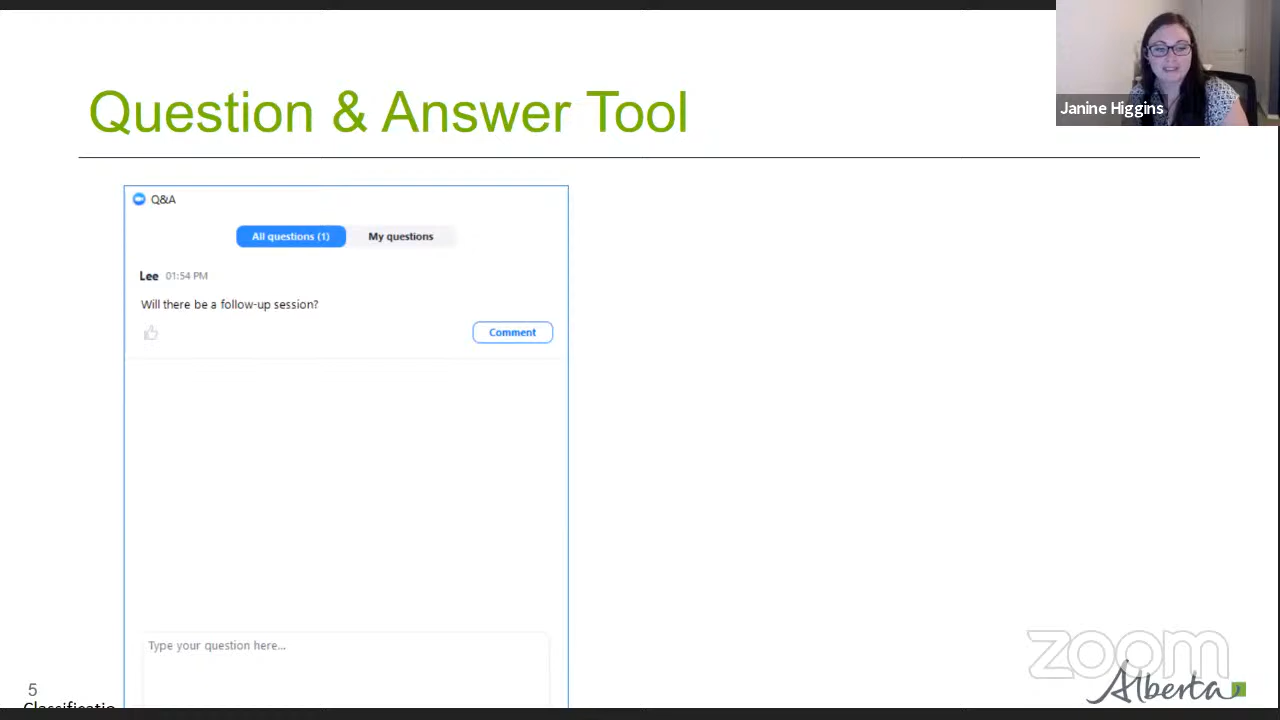 Question & Answer Tool
Janine Higgins
Q&A
All questions (1)
My questions
Lee 01:54 PM
Will there be a follow-up session?
Comment
Type your question here...
zoom
Alberta
5